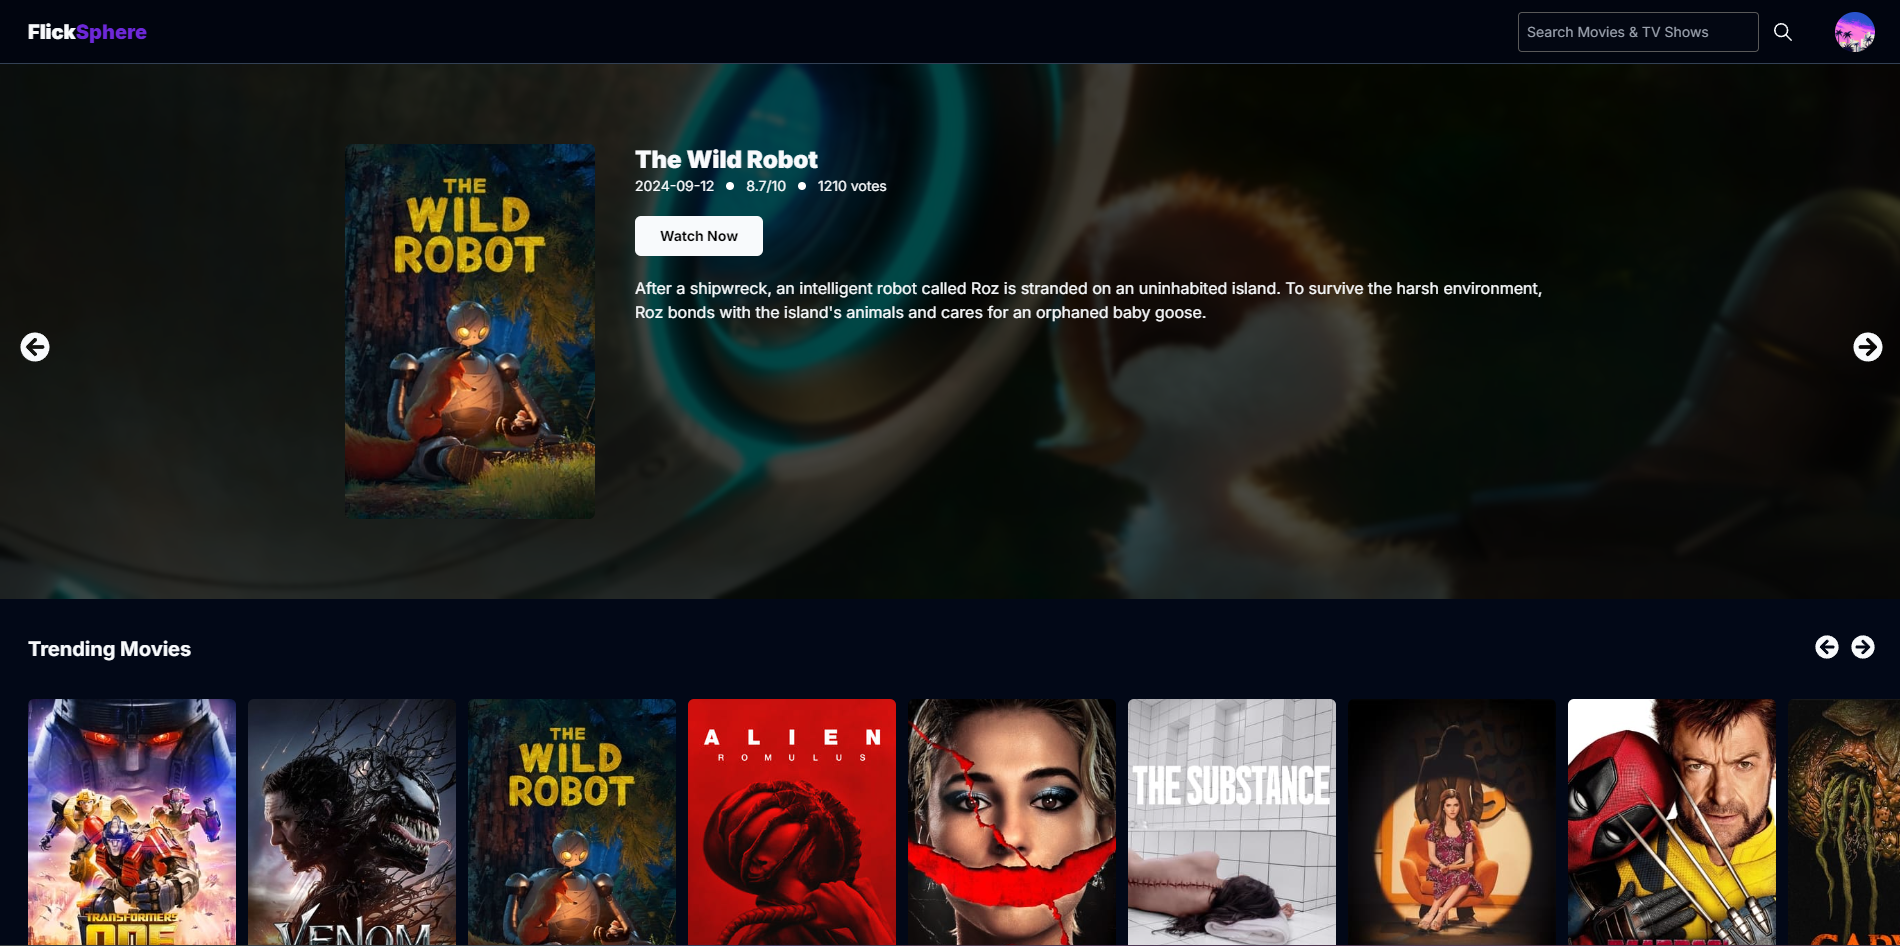 FlickSphere
Search Movies & TV Shows
THE
WILD
ROBOT
The Wild Robot
2024-09-12 ● 8.7/10 ● 1210 votes
Watch Now
After a shipwreck, an intelligent robot called Roz is stranded on an uninhabited island. To survive the harsh environment,
Roz bonds with the island's animals and cares for an orphaned baby goose.
Trending Movies
TRANSFORMERS
ONE
VENOM
THE
WILD
ROBOT
ALIEN
ROMULUS
THE SUBSTANCE